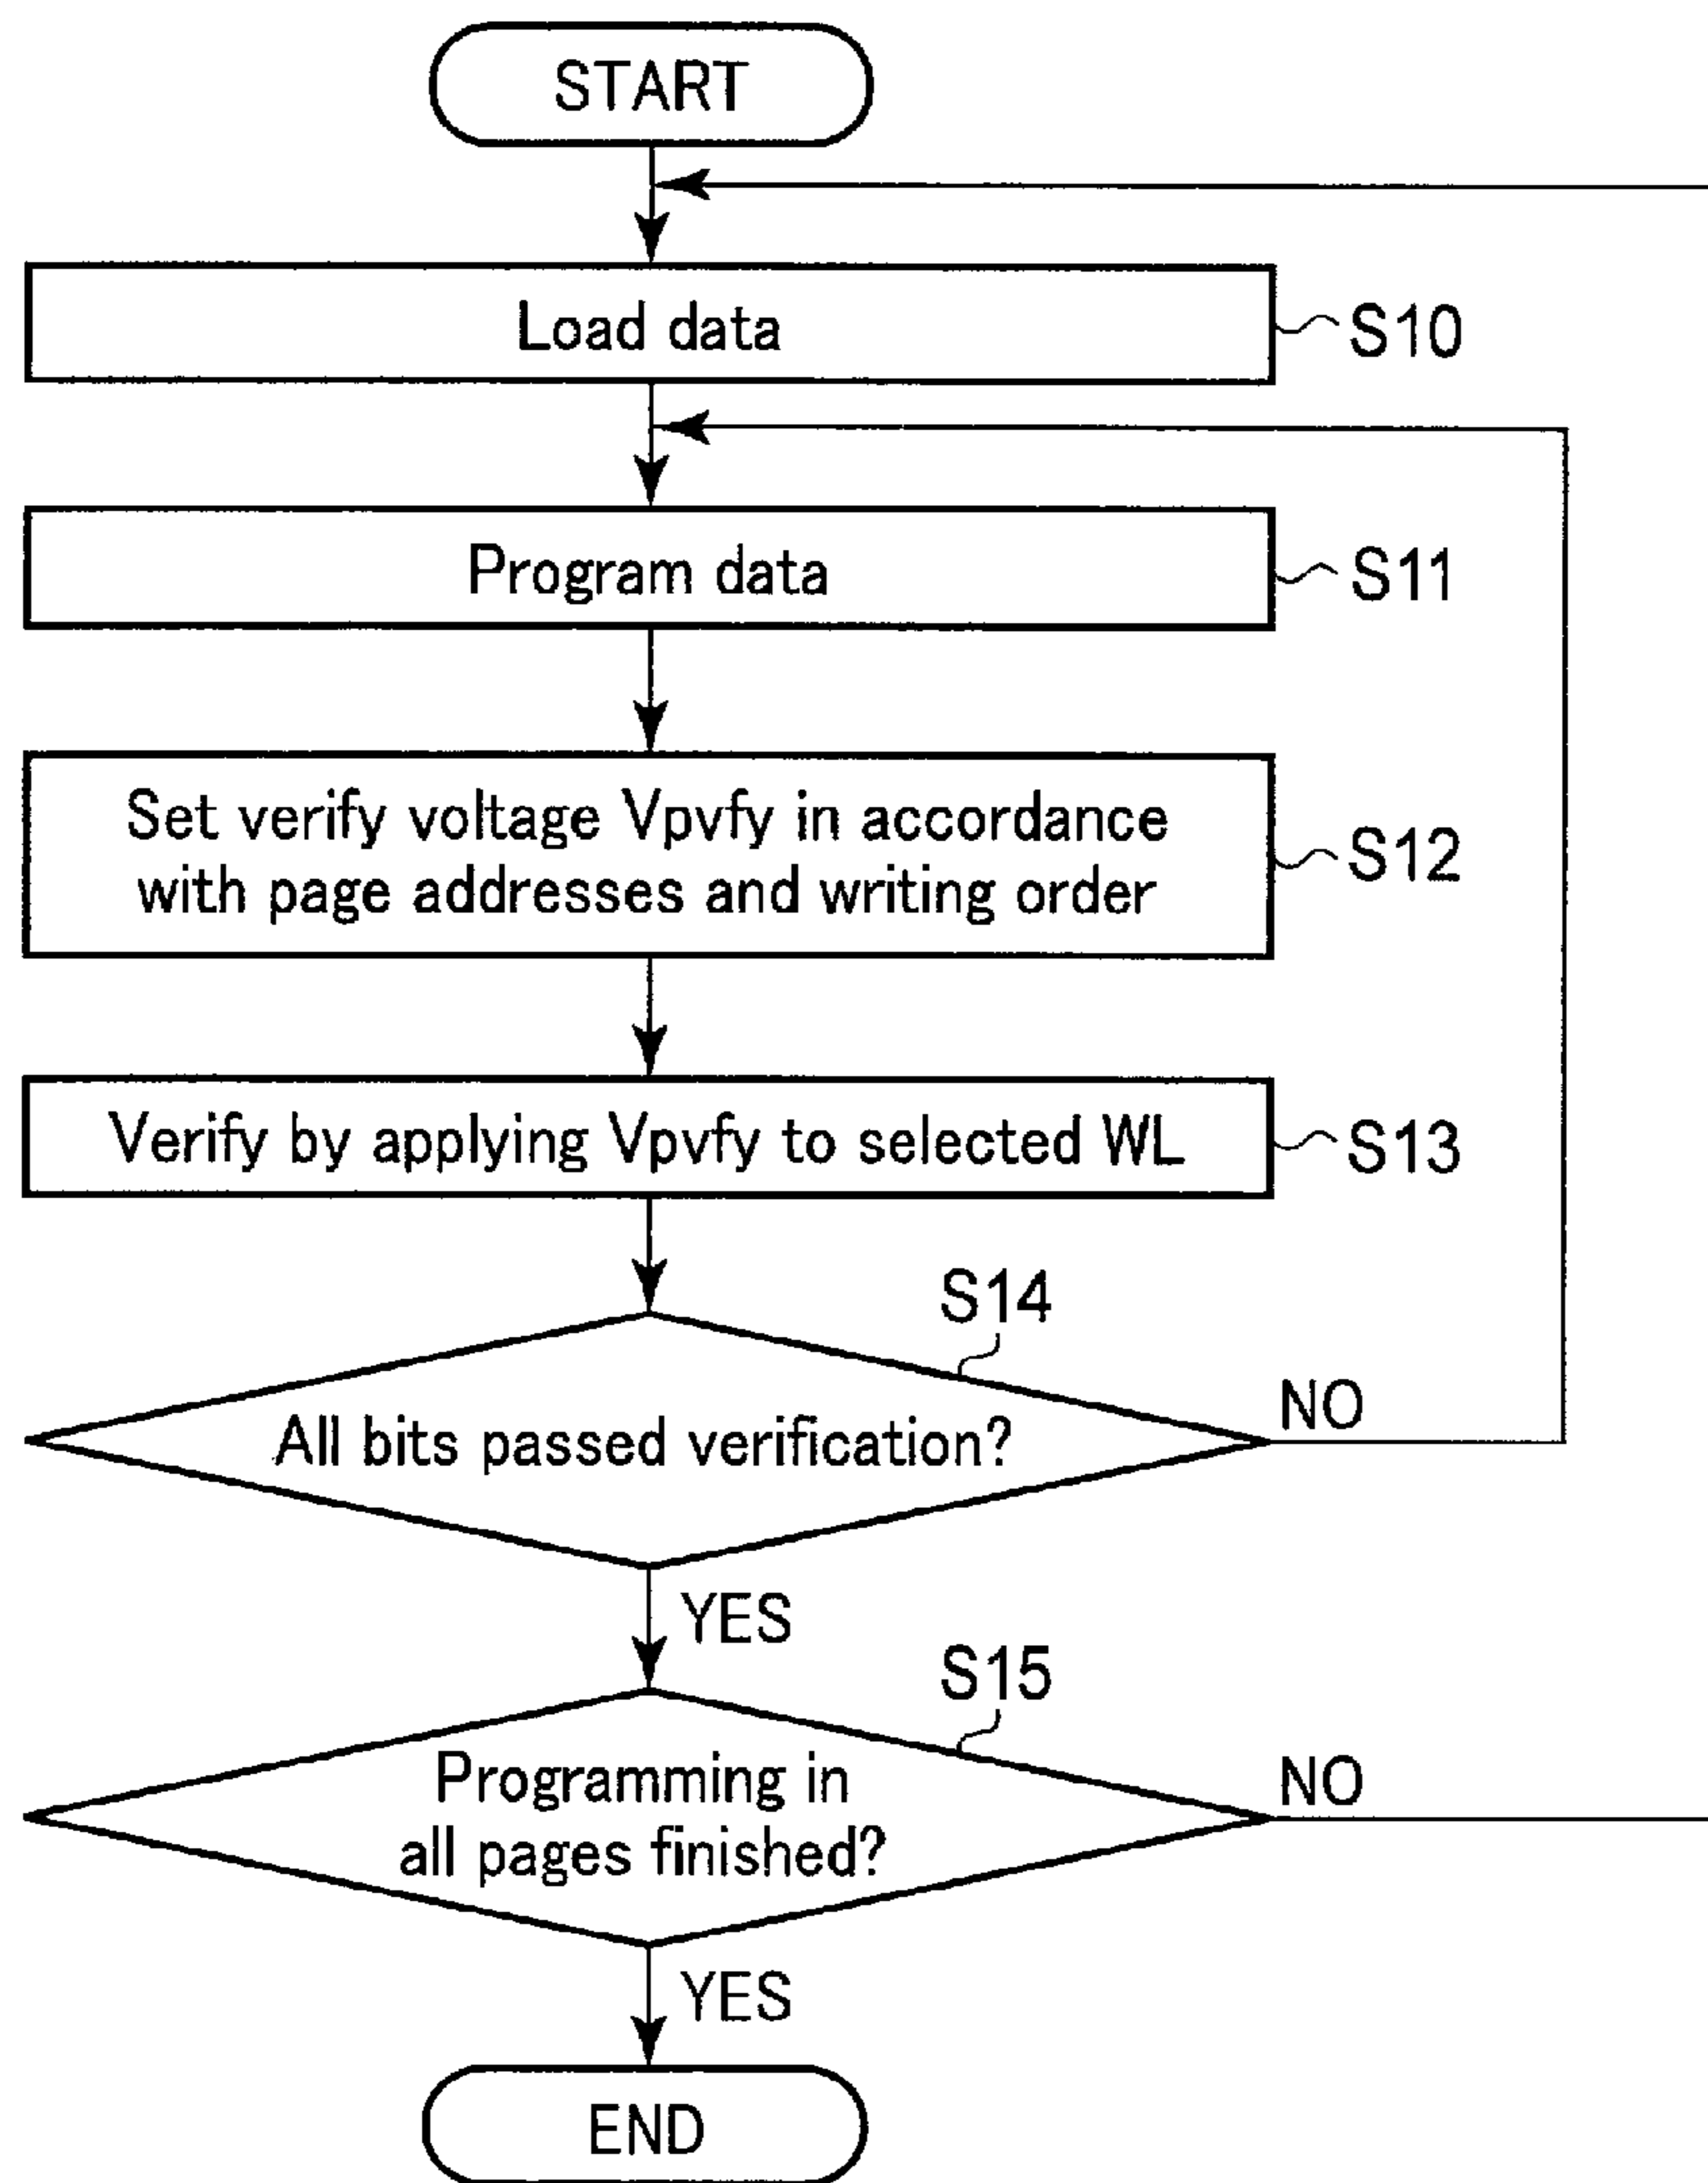 START
Load data
S10
Program data
S11
Set verify voltage Vpvfy in accordance
with page addresses and writing order
S12
Verify by applying Vpvfy to selected WL
S13
S14
All bits passed verification?
NO
YES
S15
Programming in
all pages finished?
NO
YES
END